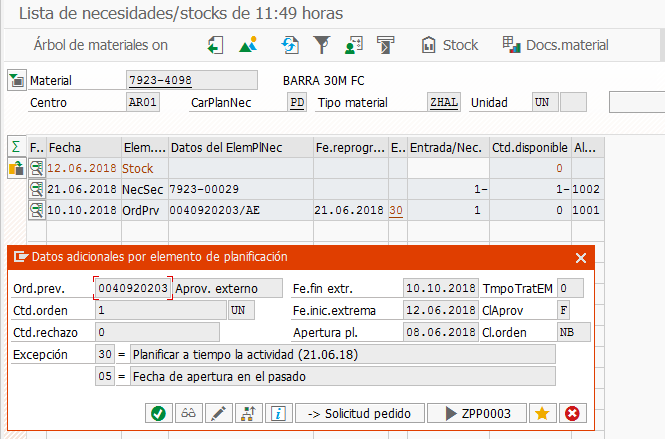 Lista de necesidades/stocks de 11:49 horas
Árbol de materiales on Stock Docs.material
Material 7923-4098 BARRA 30M FC
Centro AR01 CarPlanNec PD Tipo material ZHAL Unidad UN
Σ F.. Fecha Elem.... Datos del ElemPlNec Fe.reprogr... E.. Entrada/Nec. Ctd.disponible Al...
12.06.2018 Stock 0
21.06.2018 NecSec 7923-00029 1- 1- 1002
10.10.2018 OrdPrv 0040920203/AE 21.06.2018 30 1 0 1001
Datos adicionales por elemento de planificación
Ord.prev. 0040920203 Aprov. externo Fe.fin extr. 10.10.2018 TmpoTratEM 0
Ctd.orden 1 UN Fe.inic.extrema 12.06.2018 ClAprov F
Ctd.rechazo 0 Apertura pl. 08.06.2018 Cl.orden NB
Excepción 30 = Planificar a tiempo la actividad (21.06.18)
05 = Fecha de apertura en el pasado
-> Solicitud pedido ZPP0003